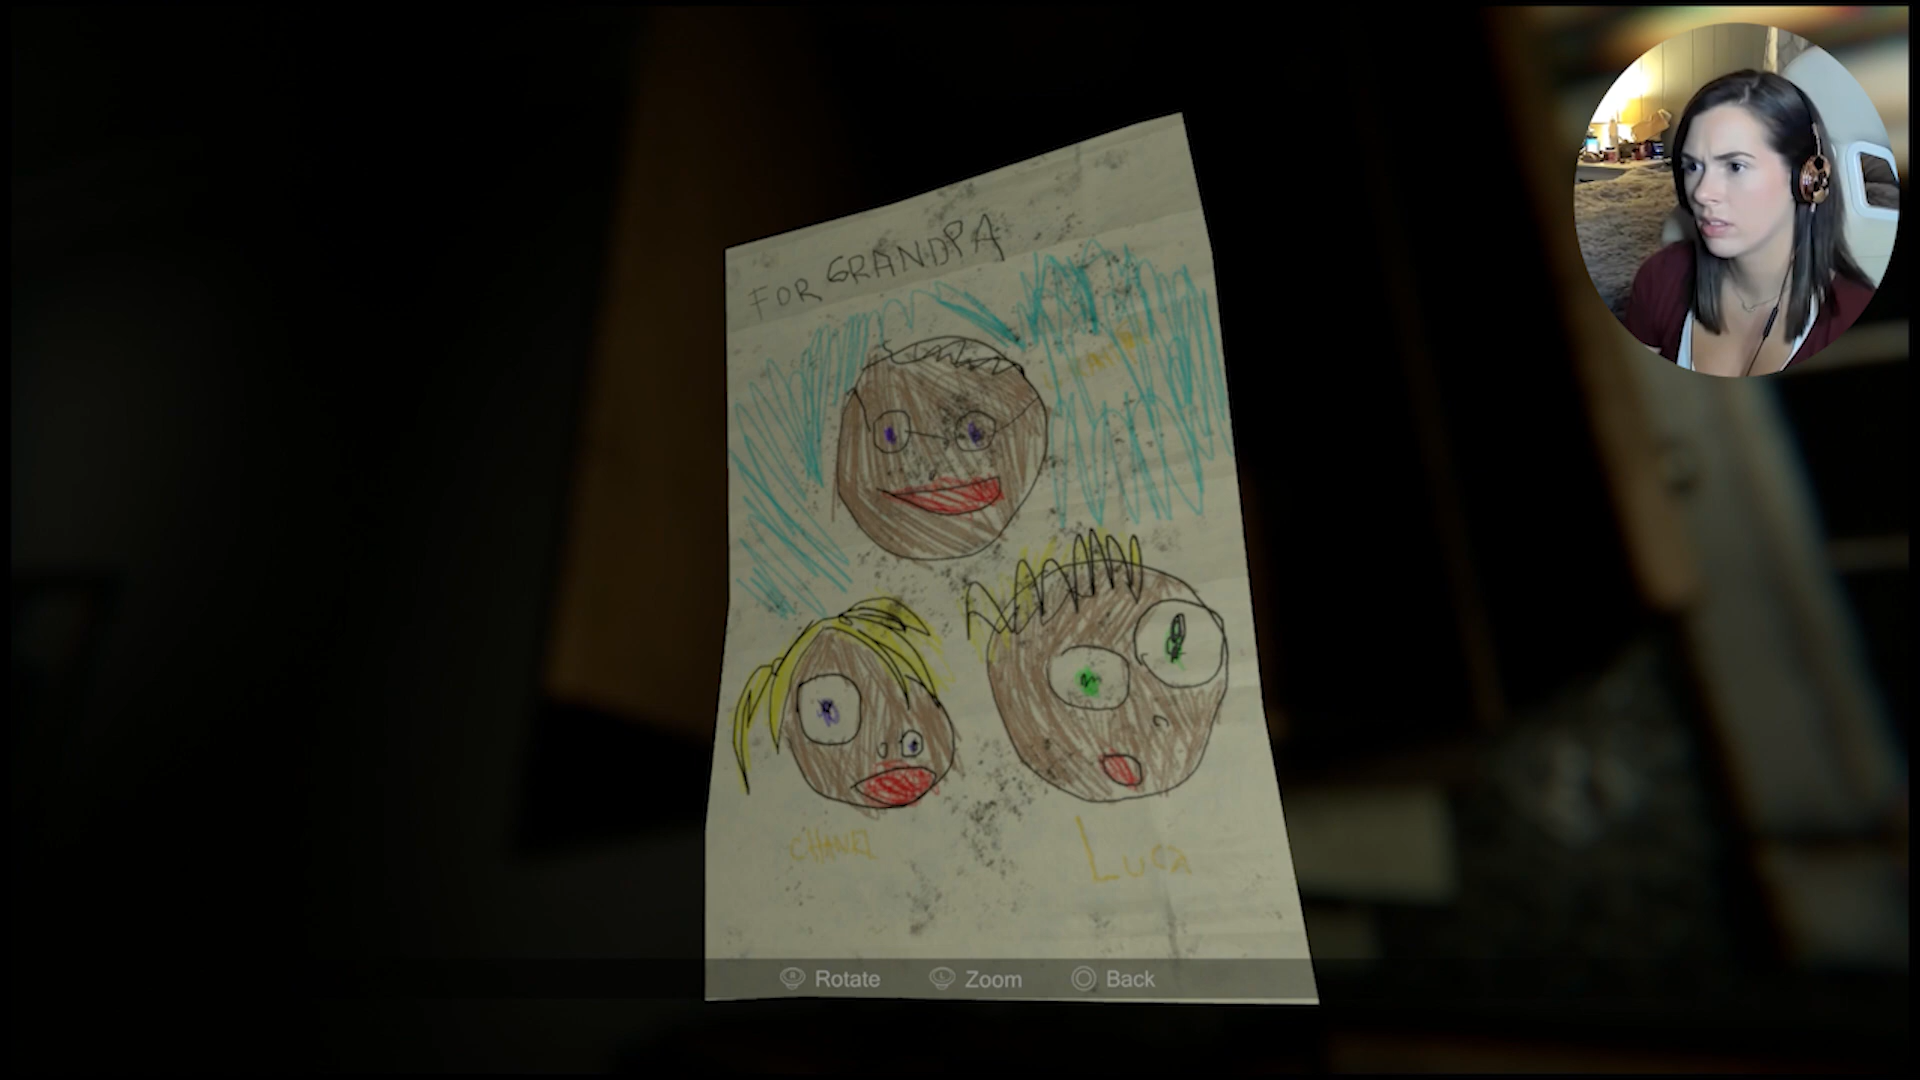 FOR GRANDPA
CHANEL
Luca
Rotate
Zoom
Back